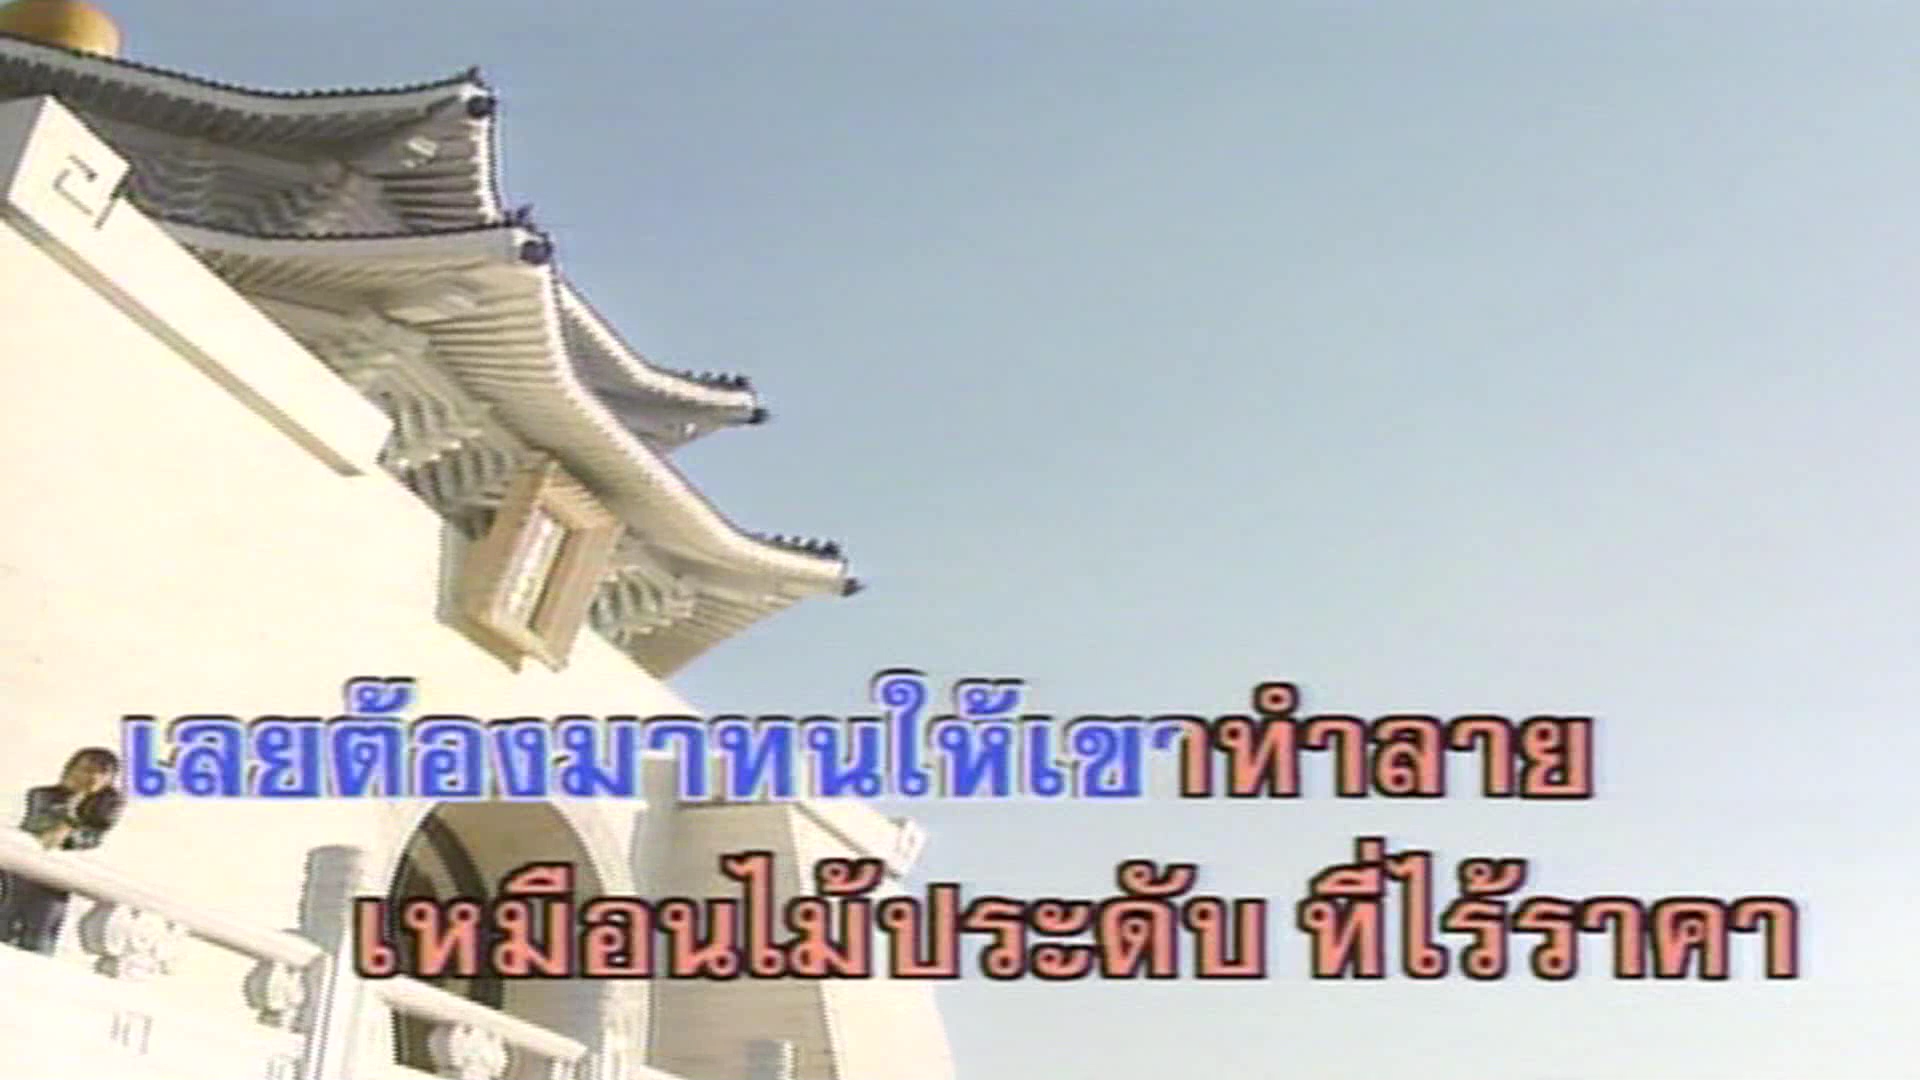 เลยต้องมาทนให้เขาทำลาย
เหมือนไม้ประดับ ที่ไร้ราคา